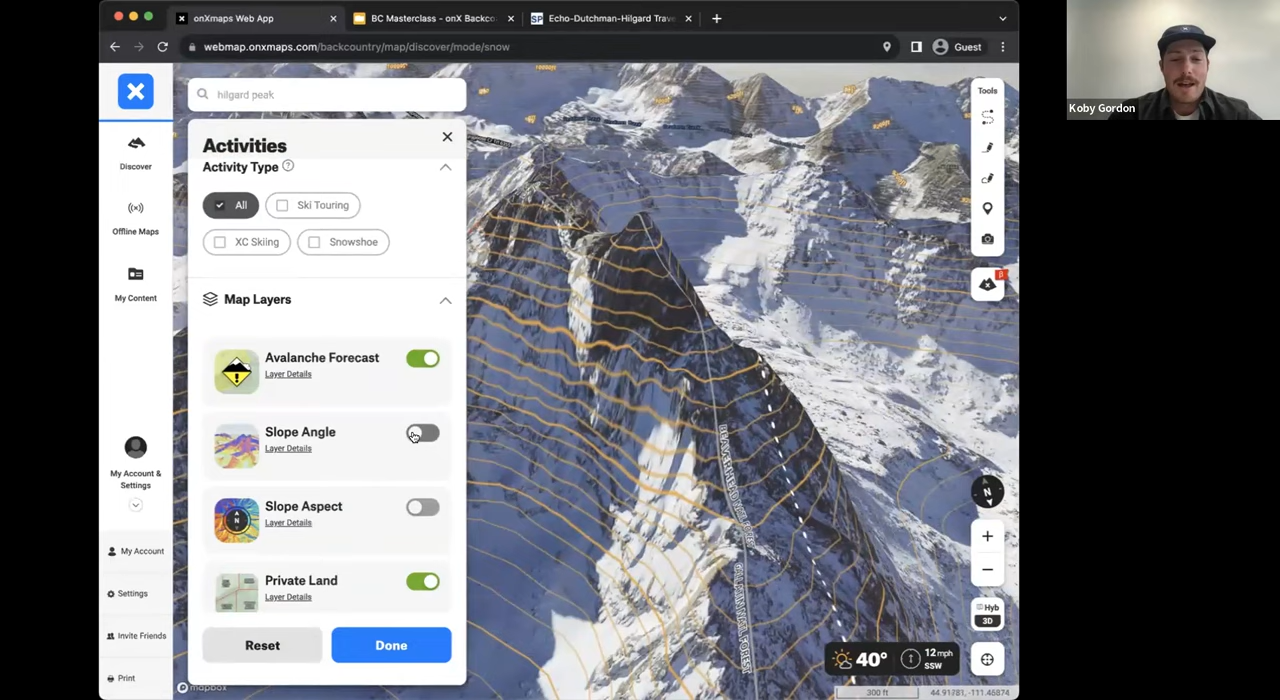 onXmaps Web App
BC Masterclass - onX Backco
Echo-Dutchman-Hilgard Trave
webmap.onxmaps.com/backcountry/map/discover/mode/snow
Guest
Koby Gordon
hilgard peak
Tools
Discover
Offline Maps
My Content
My Account &
Settings
My Account
Settings
Invite Friends
Print
Activities
Activity Type
All
Ski Touring
XC Skiing
Snowshoe
Map Layers
Avalanche Forecast
Layer Details
Slope Angle
Layer Details
Slope Aspect
Layer Details
Private Land
Layer Details
Reset
Done
mapbox
N
Hyb
3D
40°
12 mph
SSW
300 ft